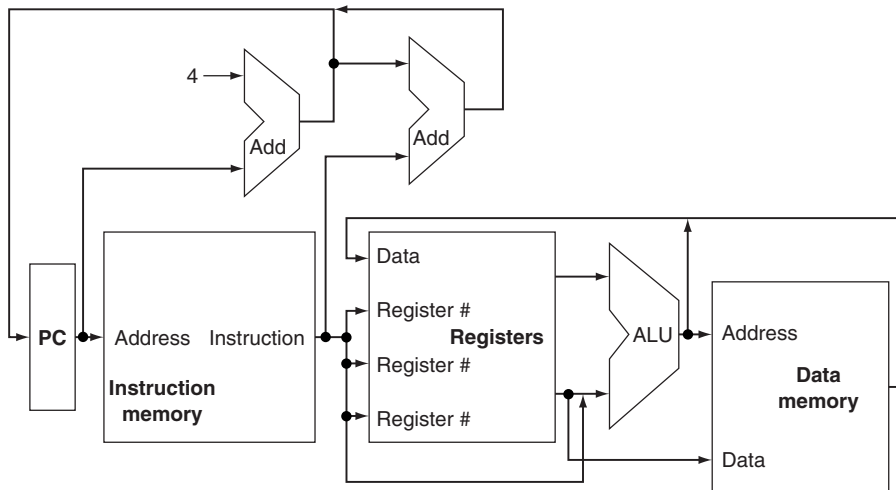 4
Add
Add
Data
Register #
PC
Address
Instruction
Registers
ALU
Address
Register #
Instruction
memory
Data
memory
Register #
Data